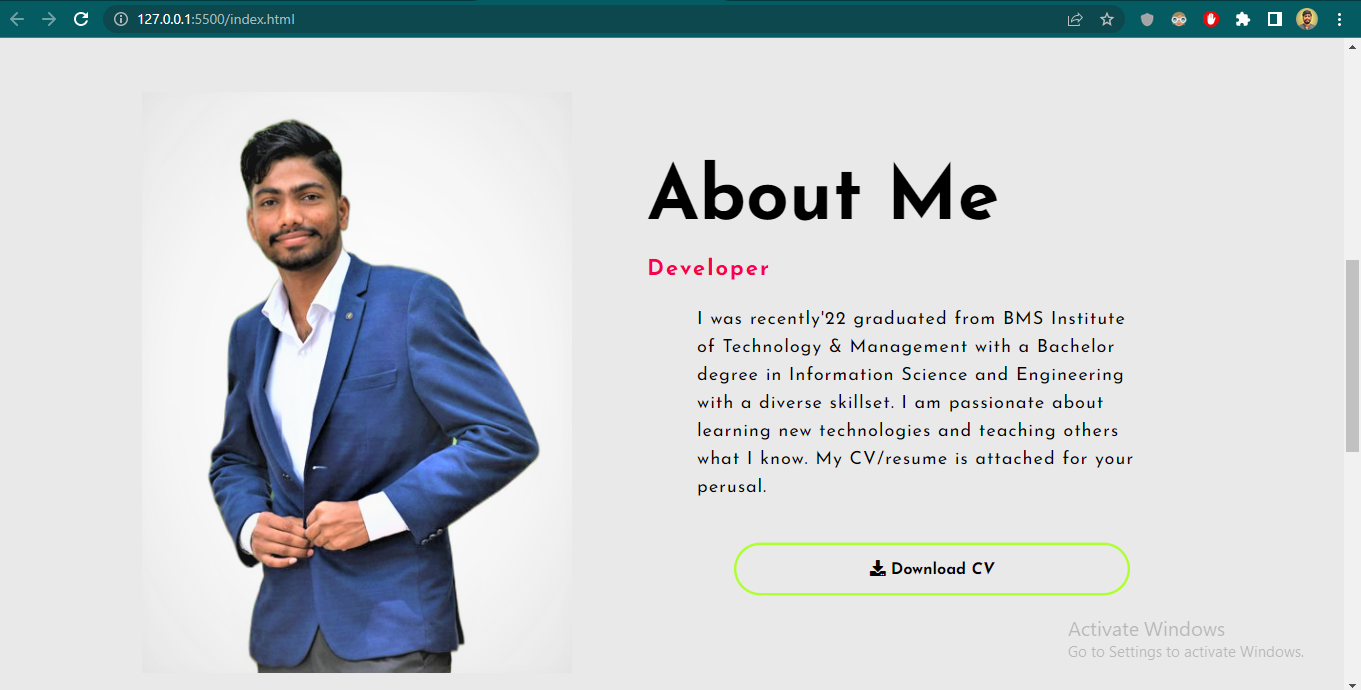 127.0.0.1:5500/index.html
About Me
Developer
I was recently'22 graduated from BMS Institute
of Technology & Management with a Bachelor
degree in Information Science and Engineering
with a diverse skillset. I am passionate about
learning new technologies and teaching others
what I know. My CV/resume is attached for your
perusal.
Download CV
Activate Windows
Go to Settings to activate Windows.